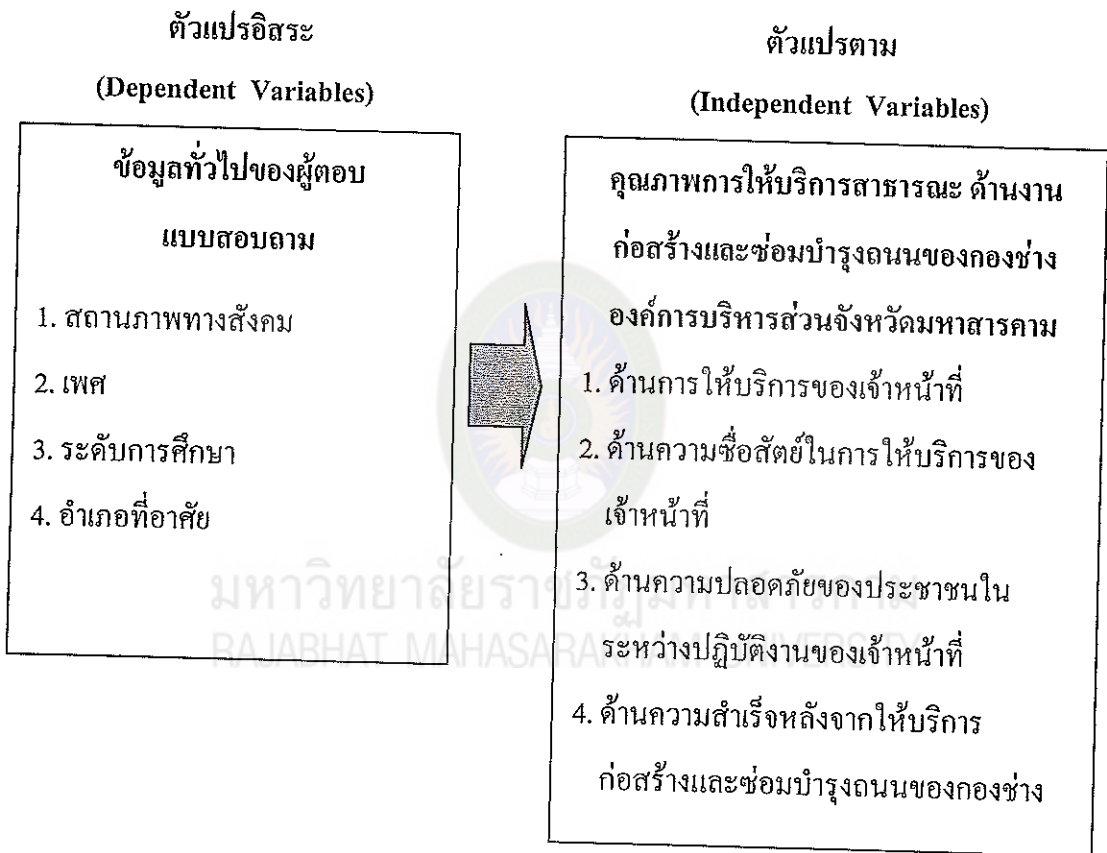 ตัวแปรอิสระ
(Dependent Variables)
ข้อมูลทั่วไปของผู้ตอบ
แบบสอบถาม
1. สถานภาพทางสังคม
2. เพศ
3. ระดับการศึกษา
4. อำเภอที่อาศัย
ตัวแปรตาม
(Independent Variables)
คุณภาพการให้บริการสาธารณะ ด้านงาน
ก่อสร้างและซ่อมบำรุงถนนของกองช่าง
องค์การบริหารส่วนจังหวัดมหาสารคาม
1. ด้านการให้บริการของเจ้าหน้าที่
2. ด้านความซื่อสัตย์ในการให้บริการของ
เจ้าหน้าที่
3. ด้านความปลอดภัยของประชาชนใน
ระหว่างปฏิบัติงานของเจ้าหน้าที่
4. ด้านความสำเร็จหลังจากให้บริการ
ก่อสร้างและซ่อมบำรุงถนนของกองช่าง
มหาวิทยาลัยราชภัฏมหาสารคาม
RAJABHAT MAHASARAKHAM UNIVERSITY